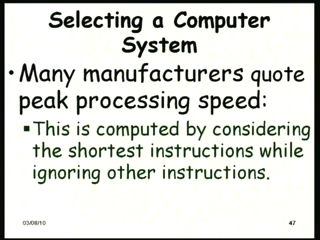 Selecting a Computer
System
• Many manufacturers quote
peak processing speed:
▪ This is computed by considering
the shortest instructions while
ignoring other instructions.
03/08/10 47